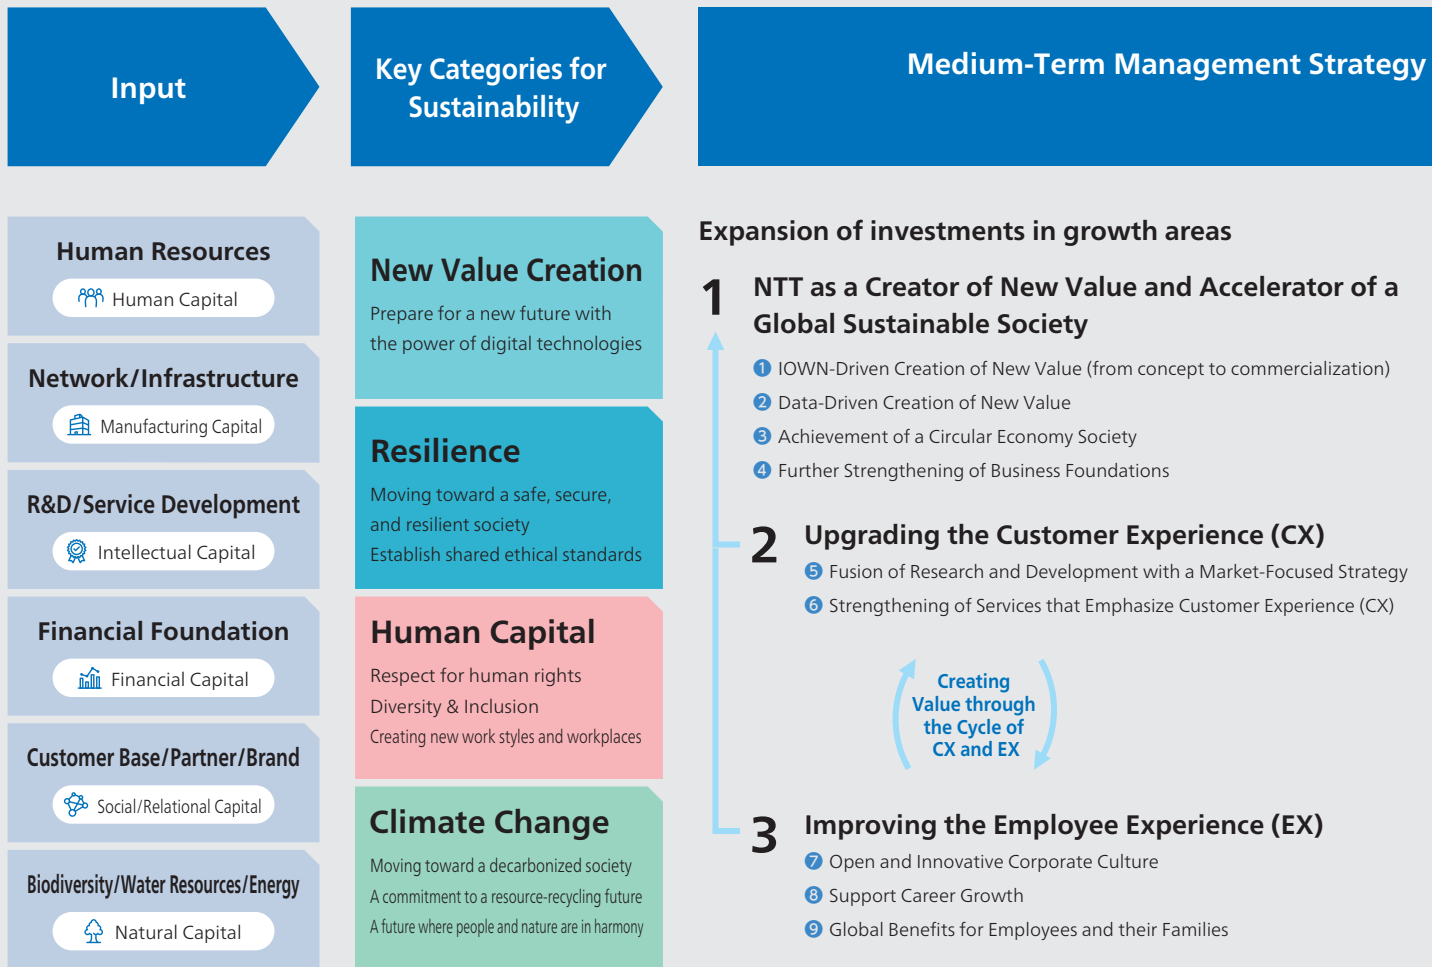 Input
Key Categories for
Sustainability
Medium-Term Management Strategy
Human Resources
Human Capital
Network/Infrastructure
Manufacturing Capital
R&D/Service Development
Intellectual Capital
Financial Foundation
Financial Capital
Customer Base/Partner/Brand
Social/Relational Capital
Biodiversity/Water Resources/Energy
Natural Capital
New Value Creation
Prepare for a new future with
the power of digital technologies
Resilience
Moving toward a safe, secure,
and resilient society
Establish shared ethical standards
Human Capital
Respect for human rights
Diversity & Inclusion
Creating new work styles and workplaces
Climate Change
Moving toward a decarbonized society
A commitment to a resource-recycling future
A future where people and nature are in harmony
Expansion of investments in growth areas
1 NTT as a Creator of New Value and Accelerator of a
Global Sustainable Society
❶ IOWN-Driven Creation of New Value (from concept to commercialization)
❷ Data-Driven Creation of New Value
❸ Achievement of a Circular Economy Society
❹ Further Strengthening of Business Foundations
2 Upgrading the Customer Experience (CX)
❺ Fusion of Research and Development with a Market-Focused Strategy
❻ Strengthening of Services that Emphasize Customer Experience (CX)
Creating
Value through
the Cycle of
CX and EX
3 Improving the Employee Experience (EX)
❼ Open and Innovative Corporate Culture
❽ Support Career Growth
❾ Global Benefits for Employees and their Families